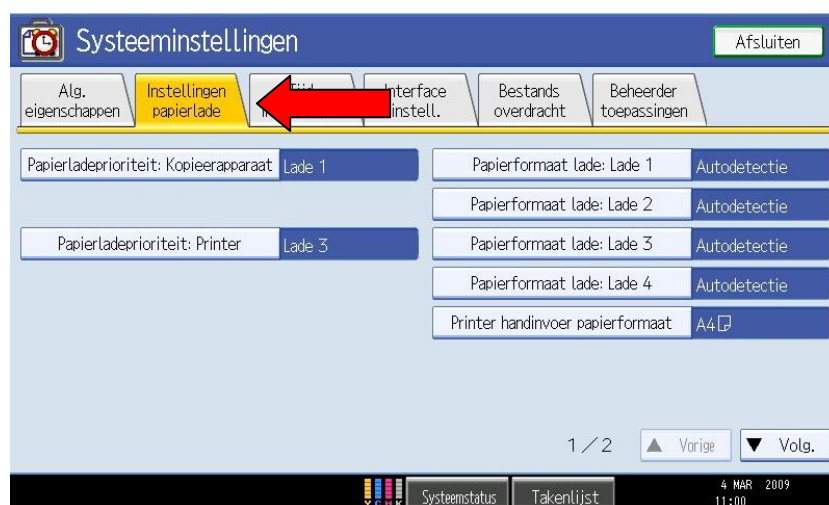 Systeeminstellingen
Afsluiten
Alg.
eigenschappen
Instellingen
papierlade
Interface
instell.
Bestands
overdracht
Beheerder
toepassingen
Papierladeprioriteit: Kopieerapparaat Lade 1
Papierformaat lade: Lade 1 Autodetectie
Papierformaat lade: Lade 2 Autodetectie
Papierladeprioriteit: Printer Lade 3
Papierformaat lade: Lade 3 Autodetectie
Papierformaat lade: Lade 4 Autodetectie
Printer handinvoer papierformaat A4
1/2 ▲ Vorige ▼ Volg.
Systeemstatus Takenlijst
4 MAR 2009
11:00